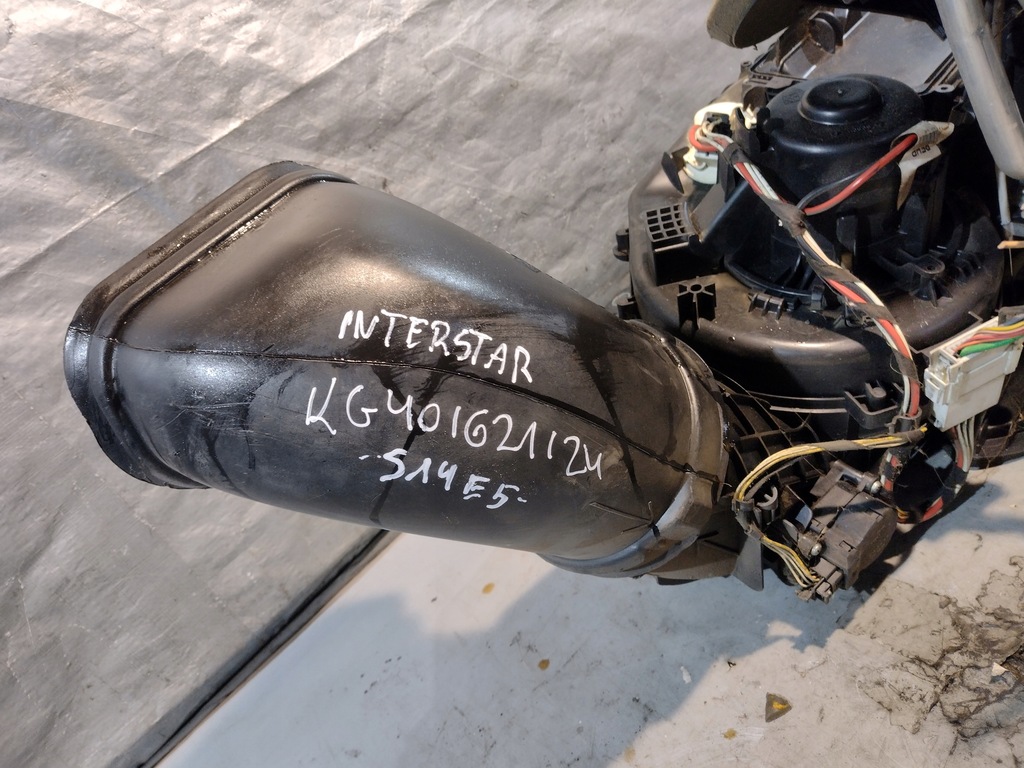 INTERSTAR
KG401621124
-S14E5-